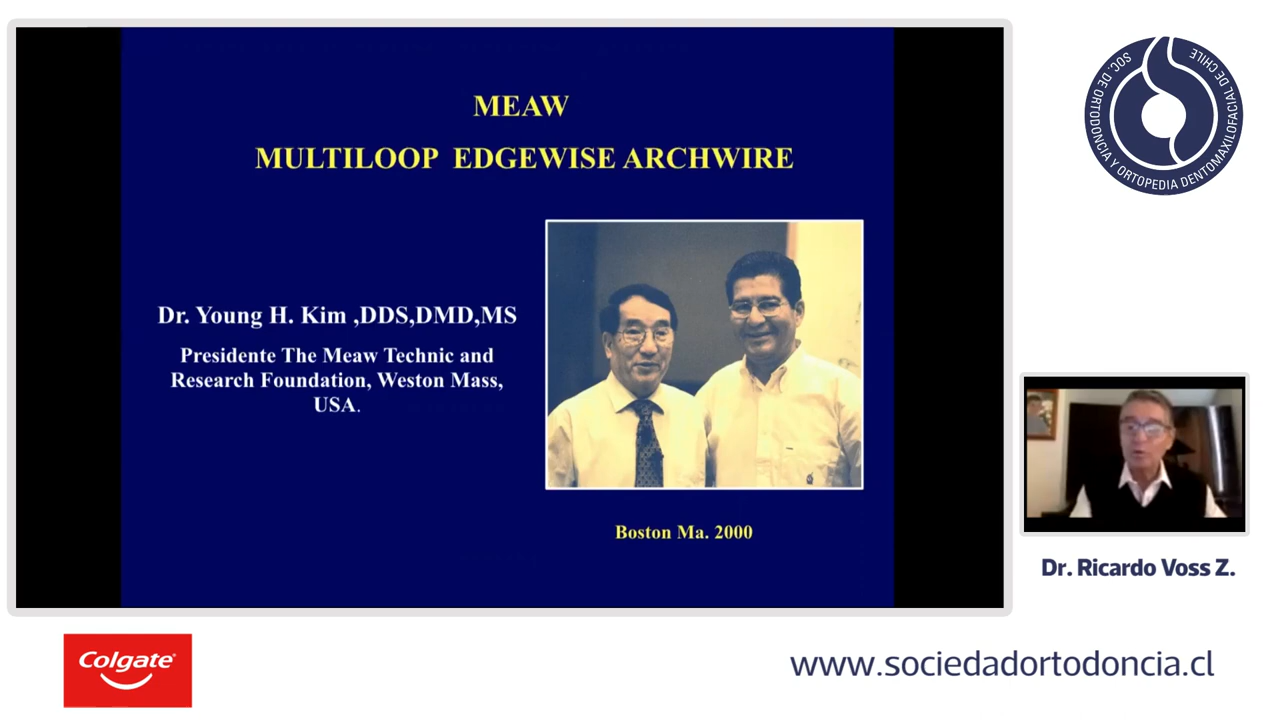 MEAW
MULTILOOP EDGEWISE ARCHWIRE
Dr. Young H. Kim ,DDS,DMD,MS
Presidente The Meaw Technic and
Research Foundation, Weston Mass,
USA.
Boston Ma. 2000
SOC. DE ORTODONCIA Y ORTOPEDIA DENTOMAXILOFACIAL DE CHILE
Dr. Ricardo Voss Z.
Colgate®
www.sociedadortodoncia.cl